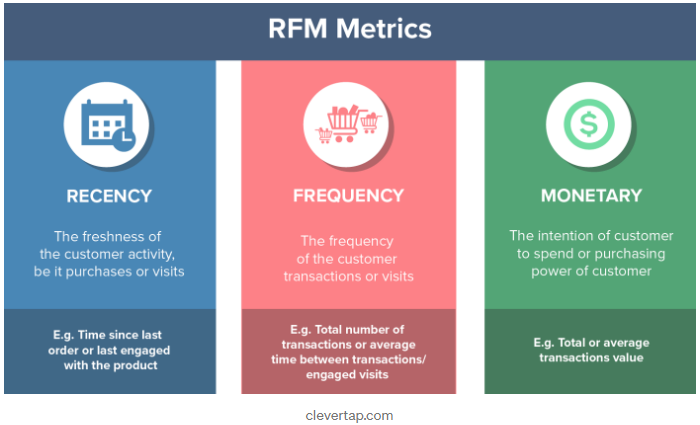 RFM Metrics
RECENCY
The freshness of
the customer activity,
be it purchases or visits
E.g. Time since last
order or last engaged
with the product
FREQUENCY
The frequency
of the customer
transactions or visits
E.g. Total number of
transactions or average
time between transactions/
engaged visits
MONETARY
The intention of customer
to spend or purchasing
power of customer
E.g. Total or average
transactions value
clevertap.com